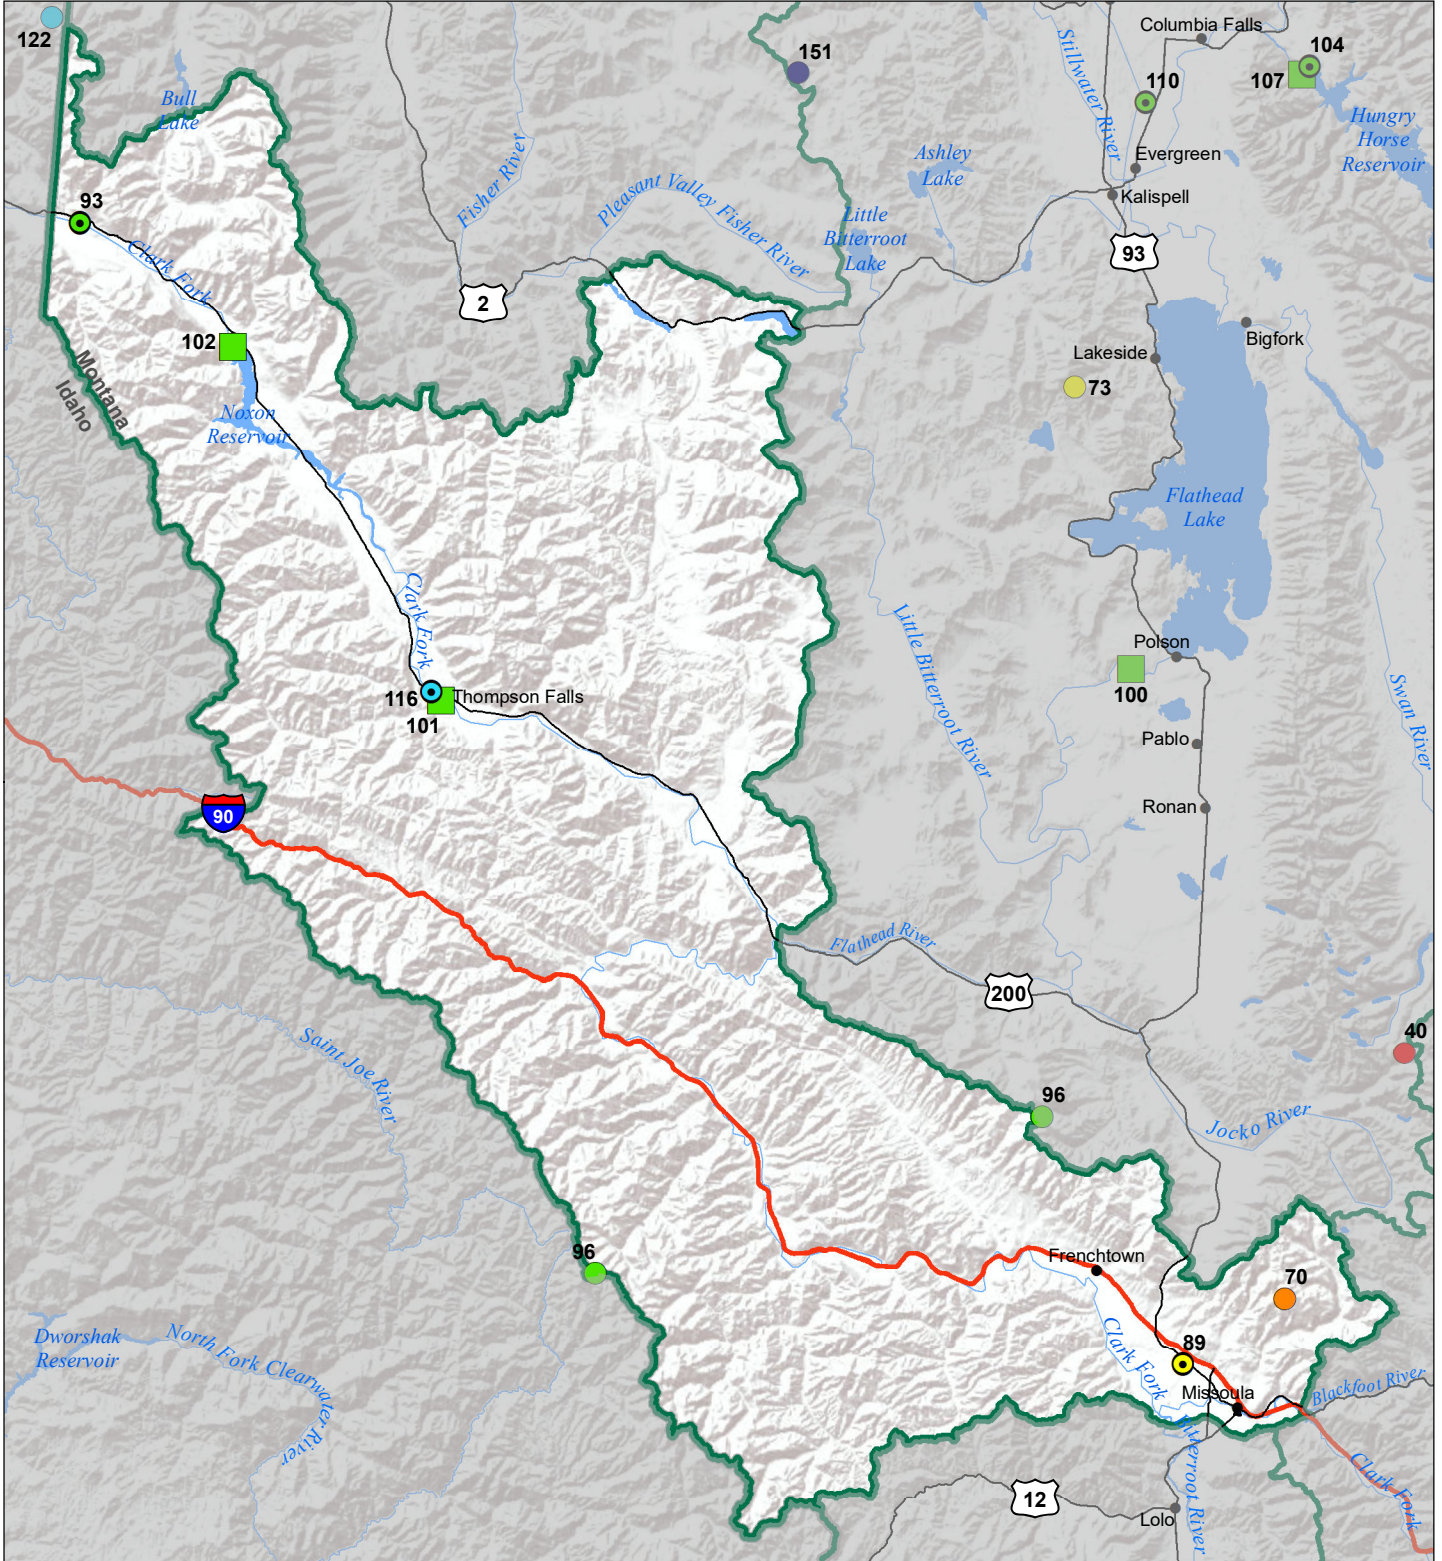 122
151
Columbia Falls
104
107
110
Stillwater River
Bull
Lake
Hungry
Horse
Reservoir
Fisher River
Ashley
Lake
Evergreen
Kalispell
93
Pleasant Valley Fisher River
Little
Bitterroot
Lake
93
Clark Fork
2
102
Lakeside
Bigfork
73
Montana
Idaho
Noxon
Reservoir
Flathead
Lake
Clark Fork
Little Bitterroot River
Polson
100
Swan River
116
Thompson Falls
101
Pablo
90
Ronan
Flathead River
200
Saint Joe River
40
96
Jocko River
96
Frenchtown
70
Dworshak
Reservoir
North Fork Clearwater River
Clark Fork
89
Missoula
Blackfoot River
Bitterroot River
Clark Fork
12
Lolo